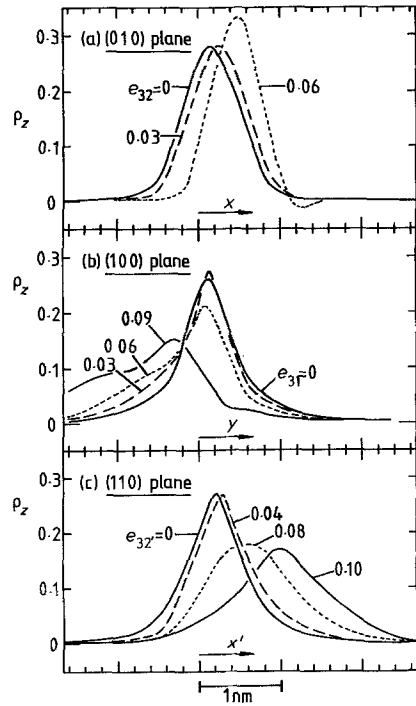 (a) (010) plane
0.3
e₃₂=0
0.06
0.2
ρz
0.03
0.1
0
x
(b) (100) plane
0.3
0.2
0.09
ρz
0.06
0.1
0.03
e₃₁=0
0
y
(c) (110) plane
0.3
0.04
e₃₂'=0
0.08
0.2
ρz
0.10
0.1
0
x'
1nm